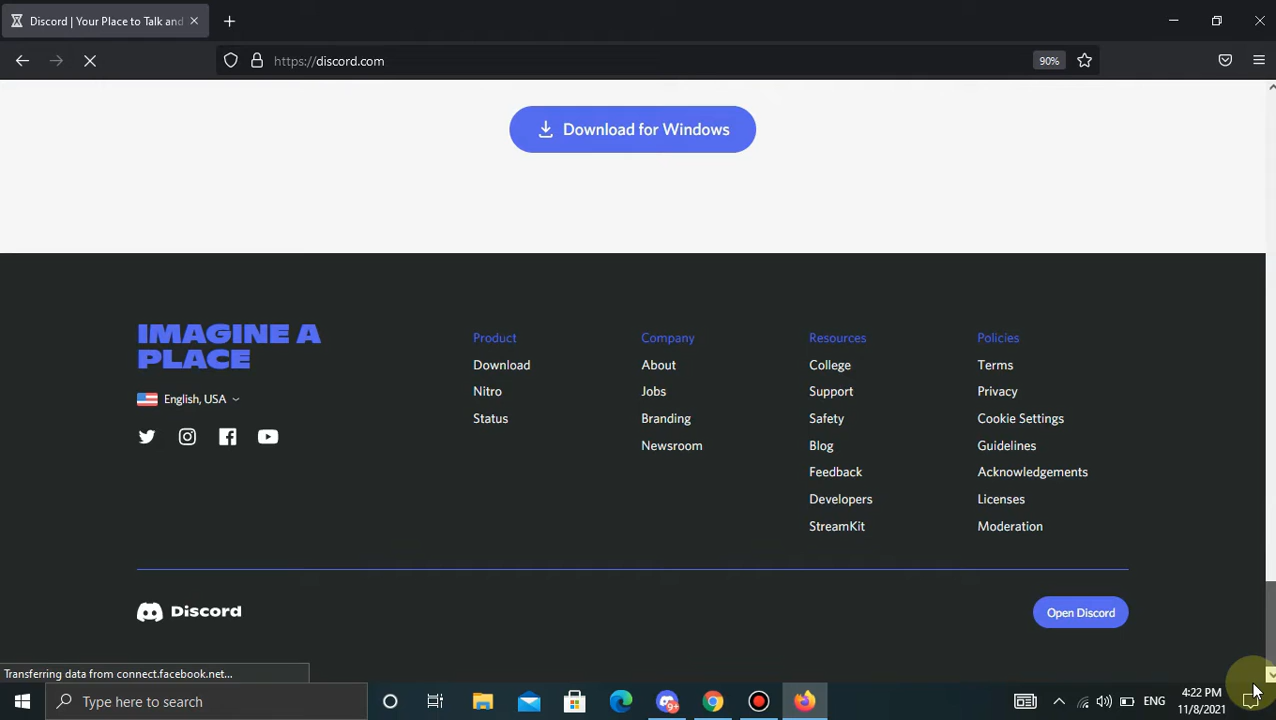 Discord | Your Place to Talk and
https://discord.com
90%
Download for Windows
IMAGINE A
PLACE
English, USA
Product
Download
Nitro
Status
Company
About
Jobs
Branding
Newsroom
Resources
College
Support
Safety
Blog
Feedback
Developers
StreamKit
Policies
Terms
Privacy
Cookie Settings
Guidelines
Acknowledgements
Licenses
Moderation
Discord
Open Discord
Transferring data from connect.facebook.net...
Type here to search
9+
ENG
4:22 PM
11/8/2021